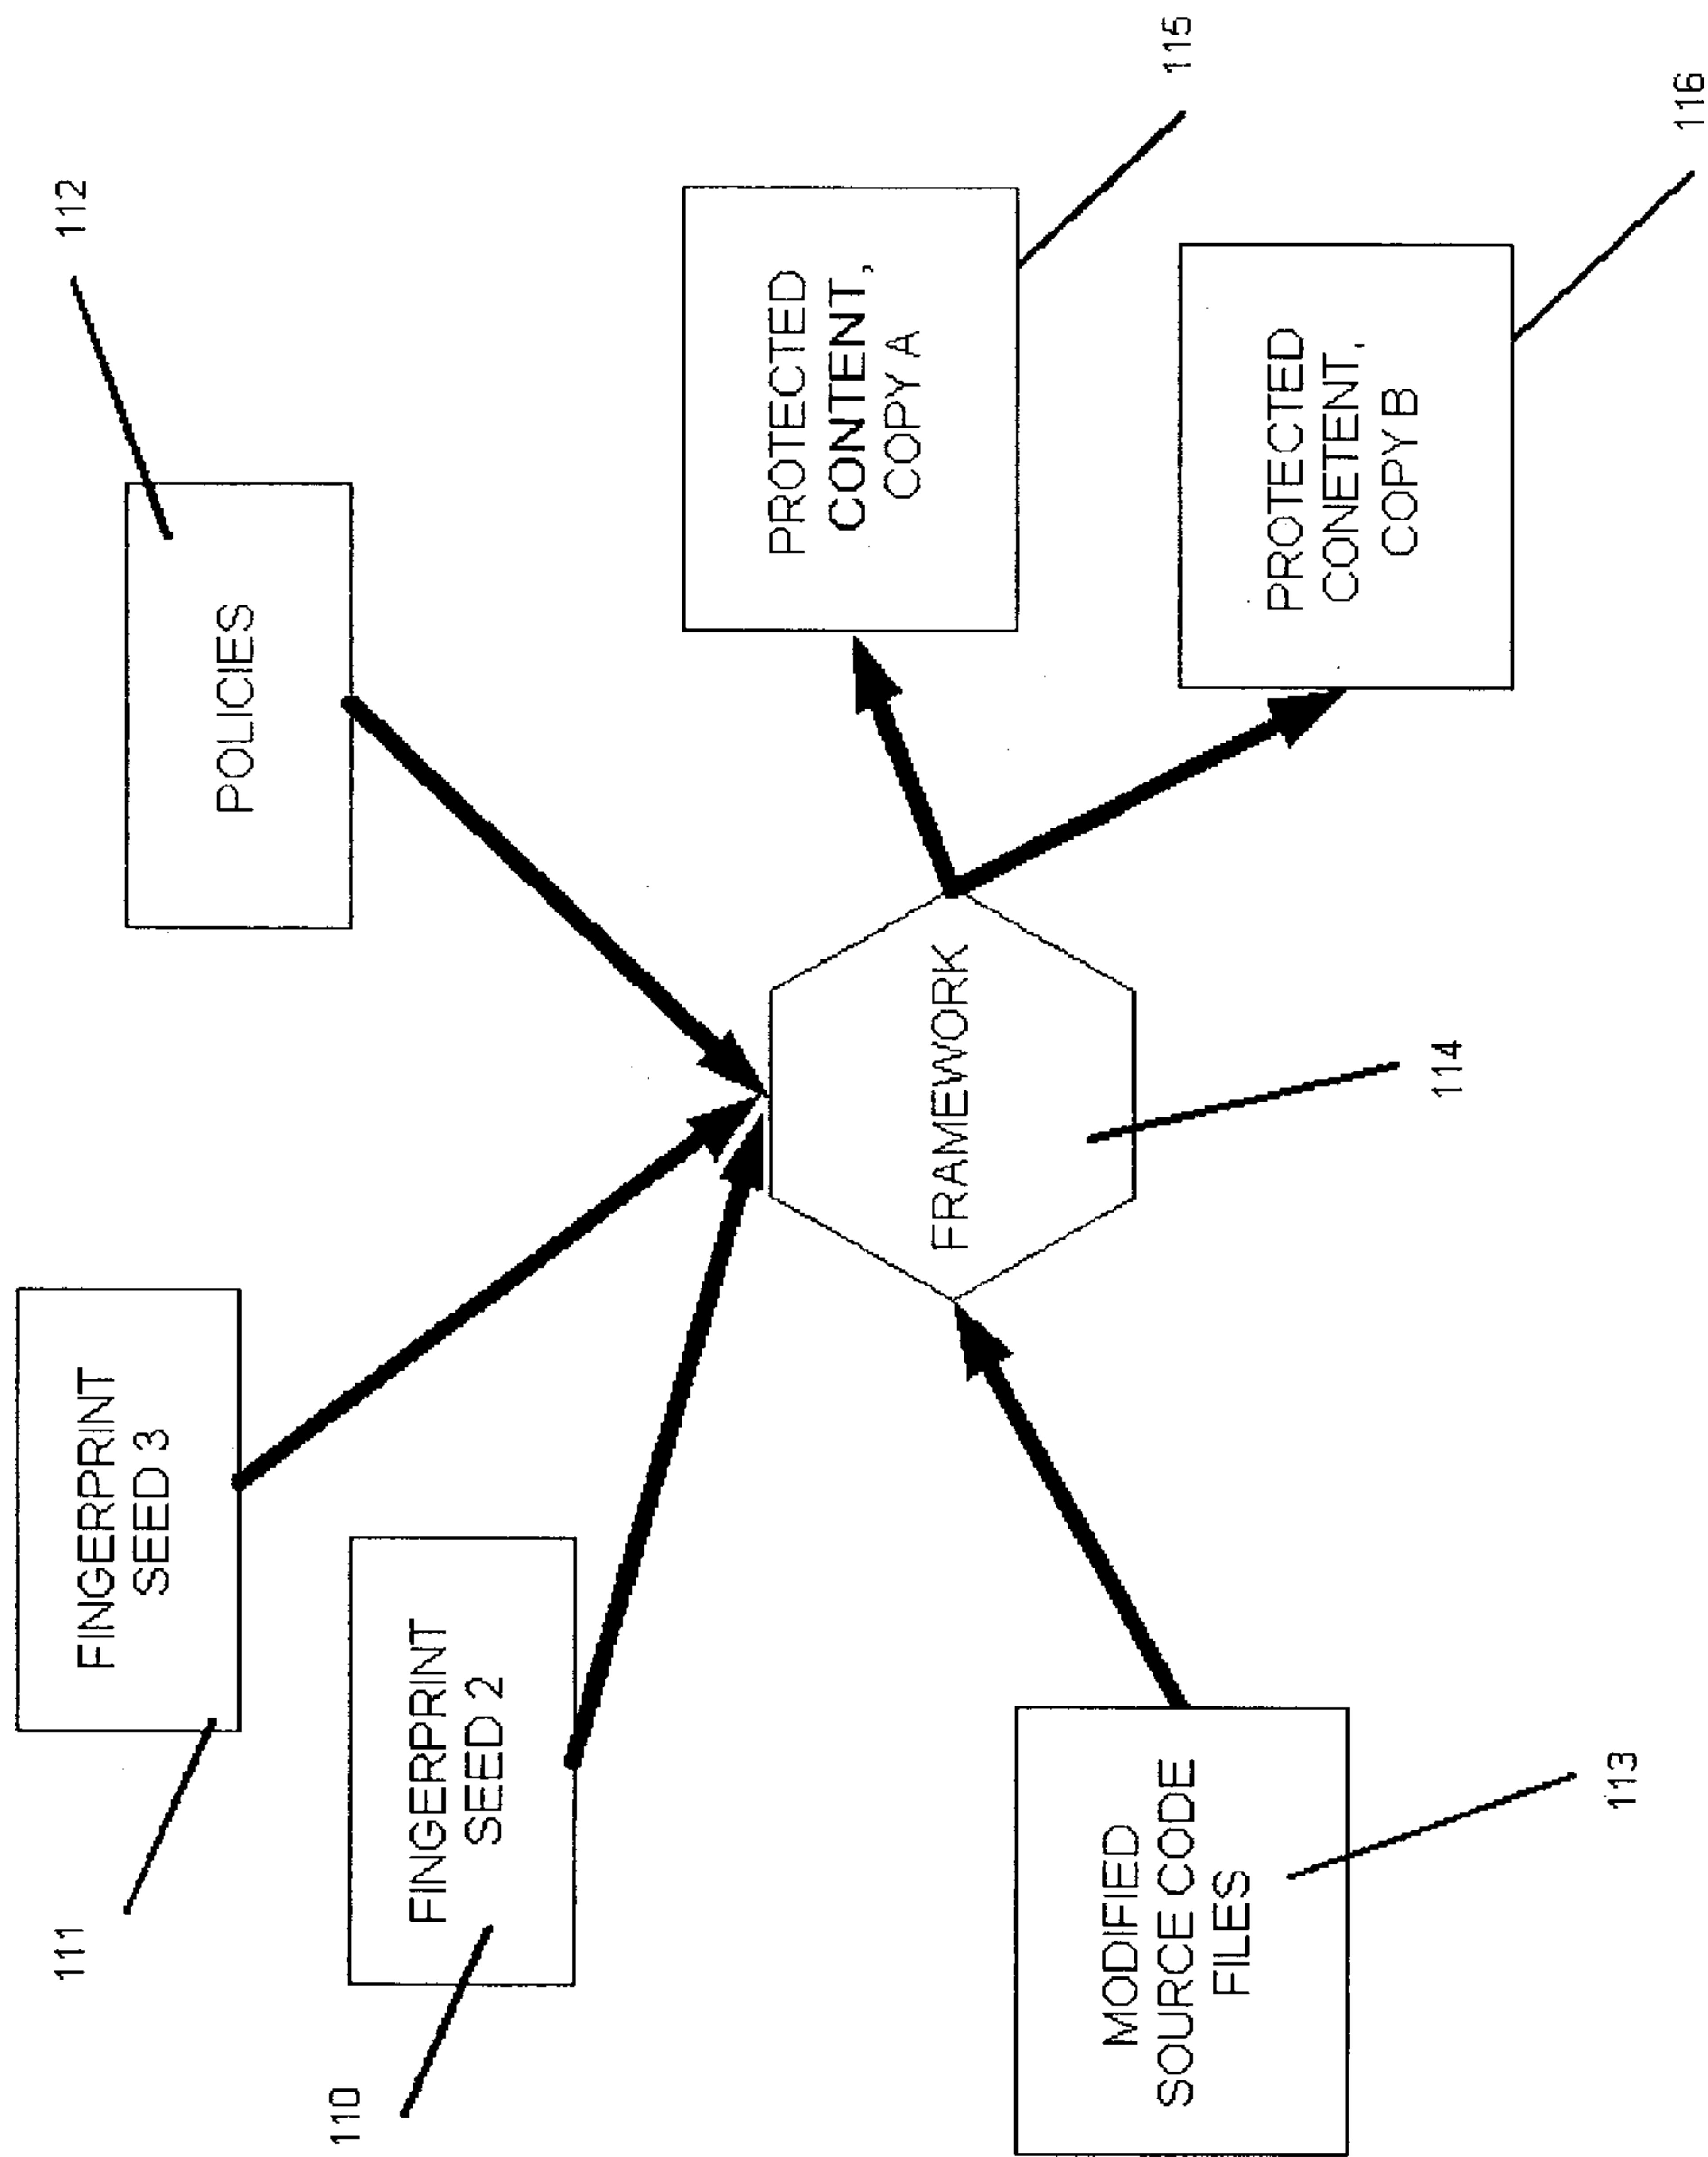 111
FINGERPRINT
SEED 3
112
POLICIES
110
FINGERPRINT
SEED 2
FRAMEWORK
114
PROTECTED
CONTENT,
COPY A
115
MODIFIED
SOURCE CODE
FILES
113
PROTECTED
CONETENT,
COPY B
116